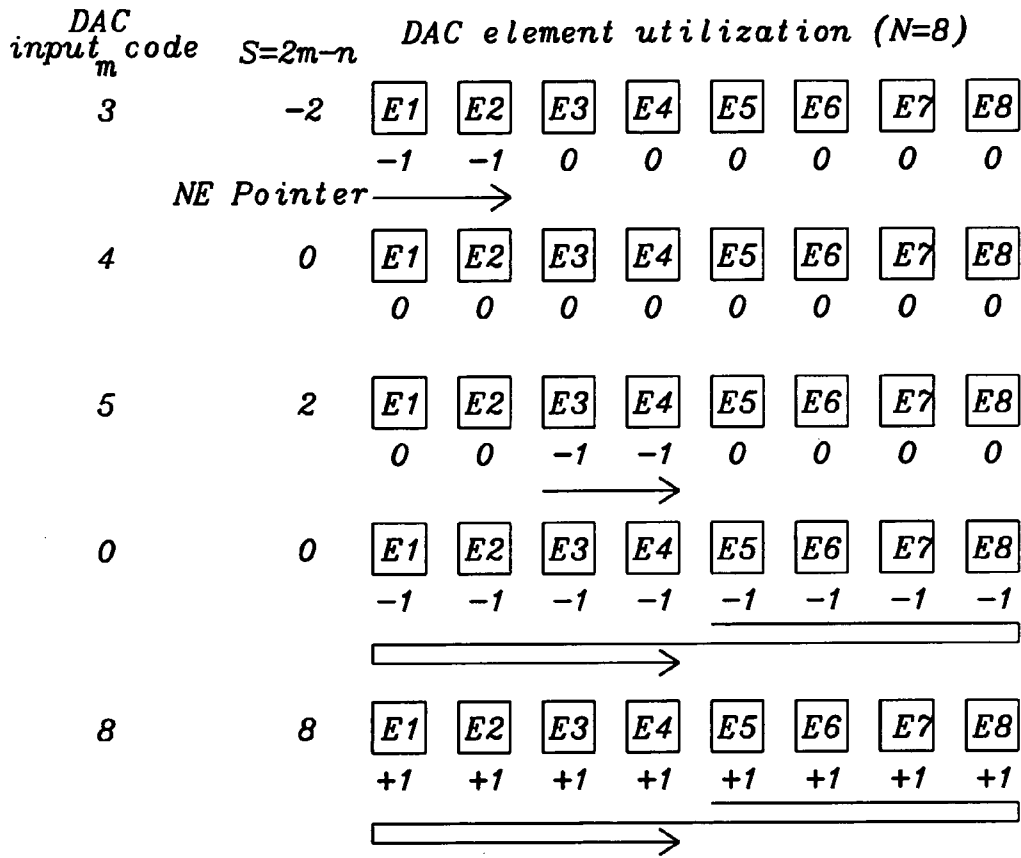 DAC
input code
m
S=2m-n
DAC element utilization (N=8)
3 -2 E1 E2 E3 E4 E5 E6 E7 E8
-1 -1 0 0 0 0 0 0
NE Pointer
4 0 E1 E2 E3 E4 E5 E6 E7 E8
0 0 0 0 0 0 0 0
5 2 E1 E2 E3 E4 E5 E6 E7 E8
0 0 -1 -1 0 0 0 0
0 0 E1 E2 E3 E4 E5 E6 E7 E8
-1 -1 -1 -1 -1 -1 -1 -1
8 8 E1 E2 E3 E4 E5 E6 E7 E8
+1 +1 +1 +1 +1 +1 +1 +1